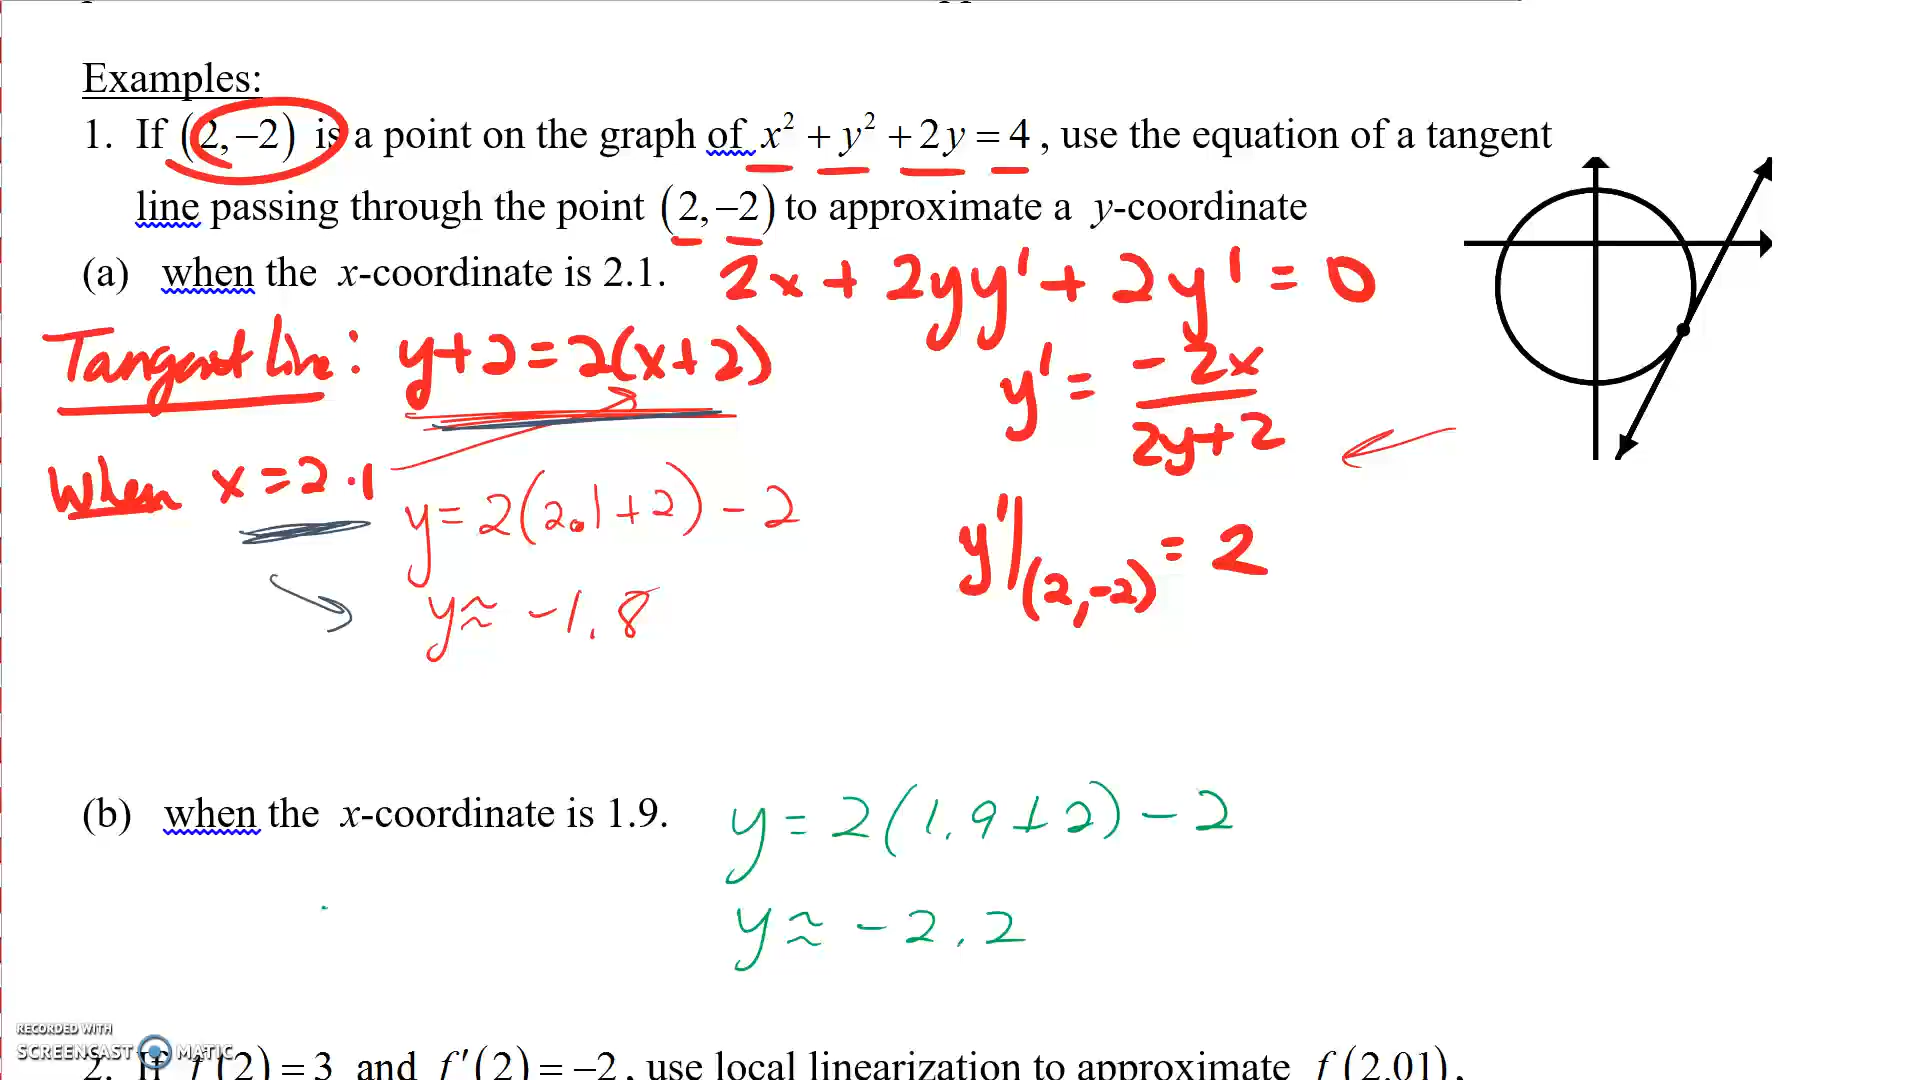 Examples:
1. If (2,−2) is a point on the graph of x² + y² + 2y = 4, use the equation of a tangent
line passing through the point (2,−2) to approximate a y-coordinate
(a) when the x-coordinate is 2.1.
2x + 2yy' + 2y' = 0
Tangent line: y+2=2(x+2)
y' = -2x / 2y+2
When x=2.1
y=2(2.1+2)-2
y'|(2,-2) = 2
y≈ -1.8
(b) when the x-coordinate is 1.9.
y=2(1.9+2)-2
y≈ -2.2
RECORDED WITH
SCREENCAST MATIC
2. If f(2)=3 and f′(2)=−2, use local linearization to approximate f(2.01).